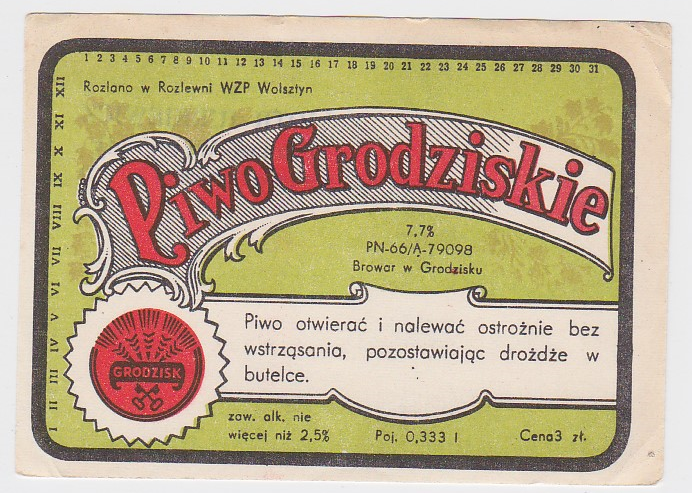 1 2 3 4 5 6 7 8 9 10 11 12 13 14 15 16 17 18 19 20 21 22 23 24 25 26 27 28 29 30 31
I II III IV V VI VII VIII IX X XI XII
Rozlano w Rozlewni WZP Wolsztyn
Piwo Grodziskie
7,7%
PN-66/A-79098
Browar w Grodzisku
Piwo otwierać i nalewać ostrożnie bez
wstrząsania, pozostawiając drożdże w
butelce.
GRODZISK
zaw. alk. nie
więcej niż 2,5%
Poj. 0,333 l
Cena3 zł.